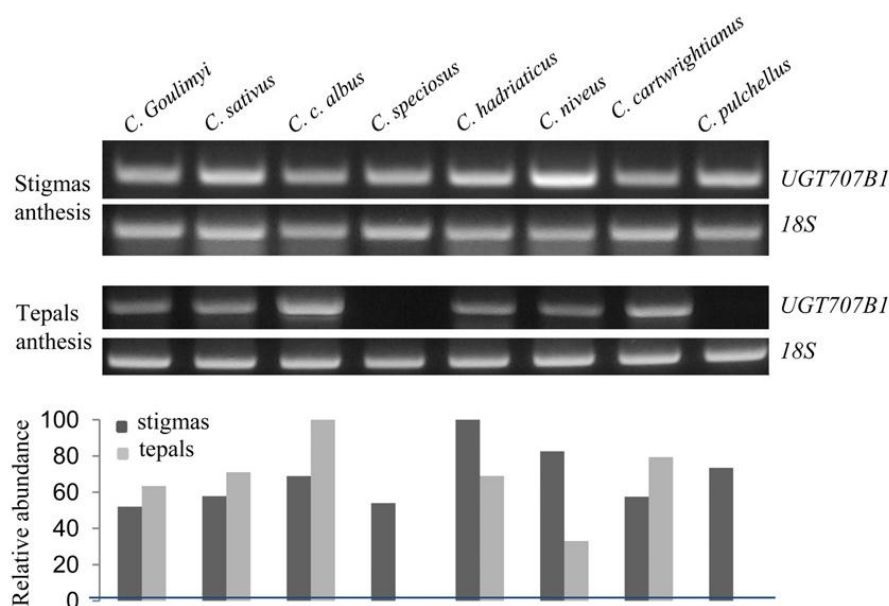 C. Goulimyi
C. sativus
C. c. albus
C. speciosus
C. hadriaticus
C. niveus
C. cartwrightianus
C. pulchellus
Stigmas
anthesis
UGT707B1
18S
Tepals
anthesis
UGT707B1
18S
Relative abundance
100
80
60
40
20
0
stigmas
tepals